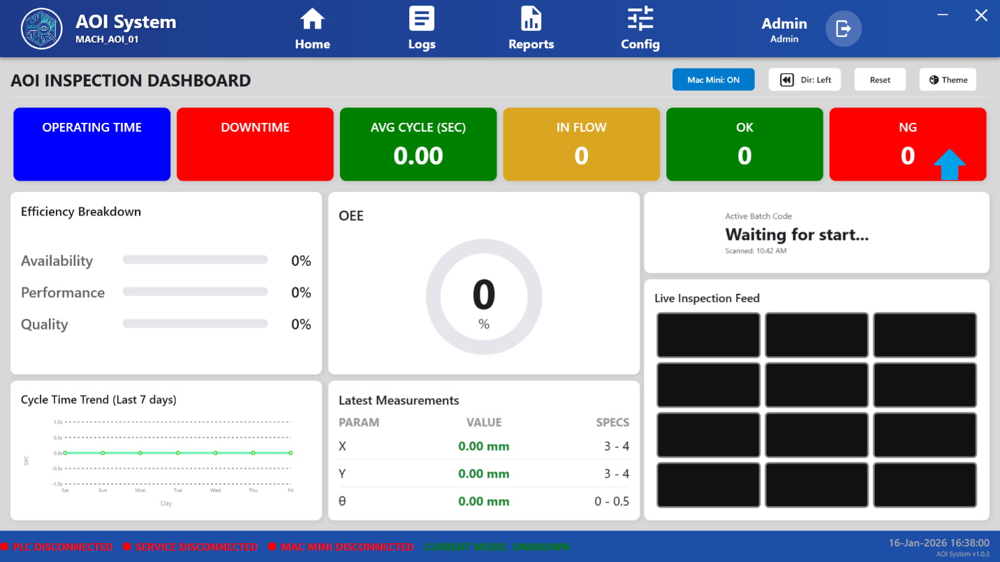 AOI System
MACH_AOI_01
Home
Logs
Reports
Config
Admin
Admin
AOI INSPECTION DASHBOARD
Mac Mini: ON
Dir: Left
Reset
Theme
OPERATING TIME
DOWNTIME
AVG CYCLE (SEC)
0.00
IN FLOW
0
OK
0
NG
0
Efficiency Breakdown
Availability 0%
Performance 0%
Quality 0%
OEE
0
%
Active Batch Code
Waiting for start...
Scanned: 10:42 AM
Live Inspection Feed
Cycle Time Trend (Last 7 days)
sec
1.0s
0.5s
0.0s
-0.5s
-1.0s
Sat Sun Mon Tue Wed Thu Fri
Day
Latest Measurements
PARAM VALUE SPECS
X 0.00 mm 3 - 4
Y 0.00 mm 3 - 4
θ 0.00 mm 0 - 0.5
PLC DISCONNECTED SERVICE DISCONNECTED MAC MINI DISCONNECTED CURRENT MODE: UNKNOWN
16-Jan-2026 16:38:00
AOI System v1.0.3